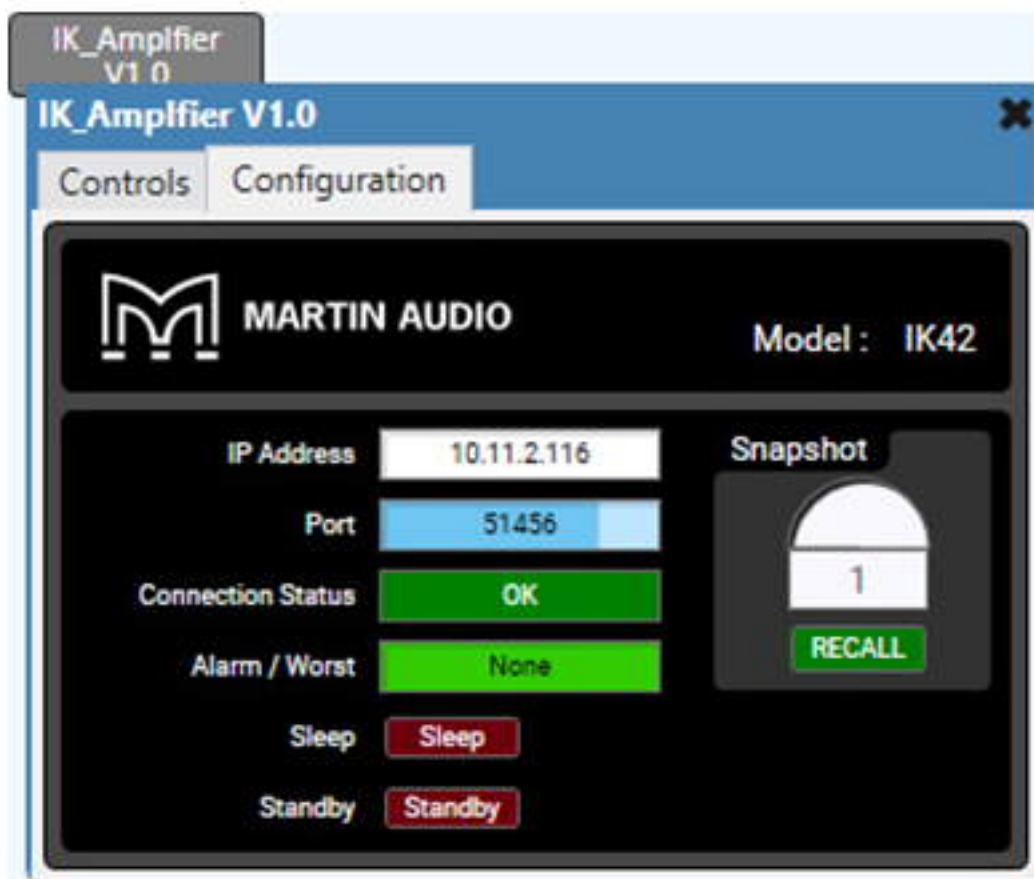 IK_Amplfier
V1.0
IK_Amplfier V1.0
Controls Configuration
MARTIN AUDIO
Model : IK42
IP Address 10.11.2.116
Snapshot
Port 51456
1
Connection Status OK
RECALL
Alarm / Worst None
Sleep Sleep
Standby Standby